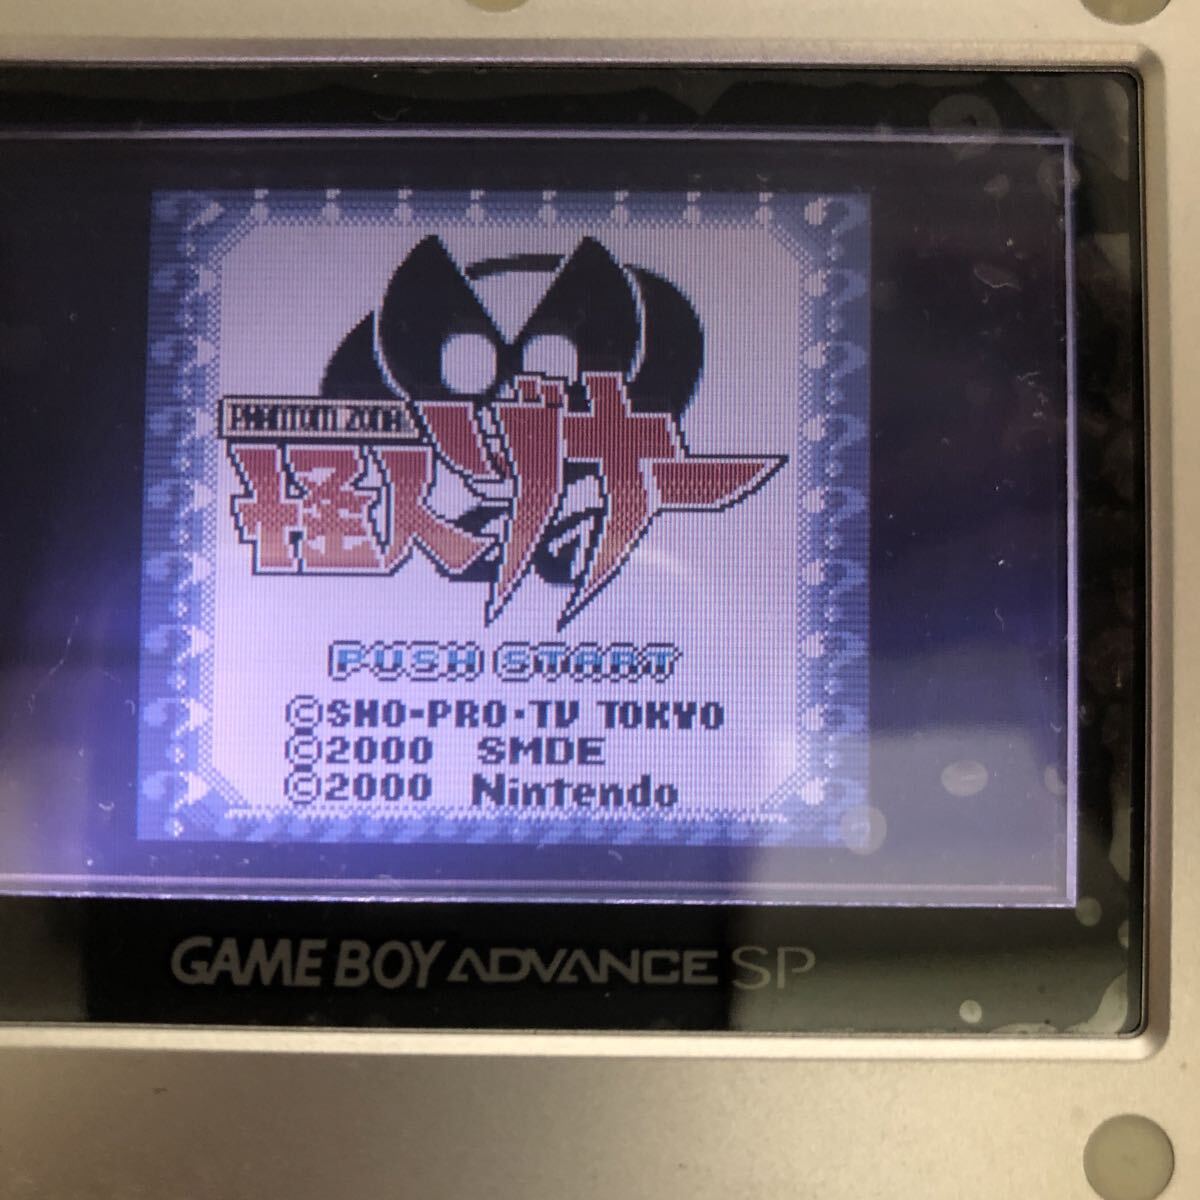 PHANTOM ZONA
怪人ゾナー
PUSH START
©SHO-PRO・TV TOKYO
©2000 SMDE
©2000 Nintendo
GAME BOY ADVANCE SP